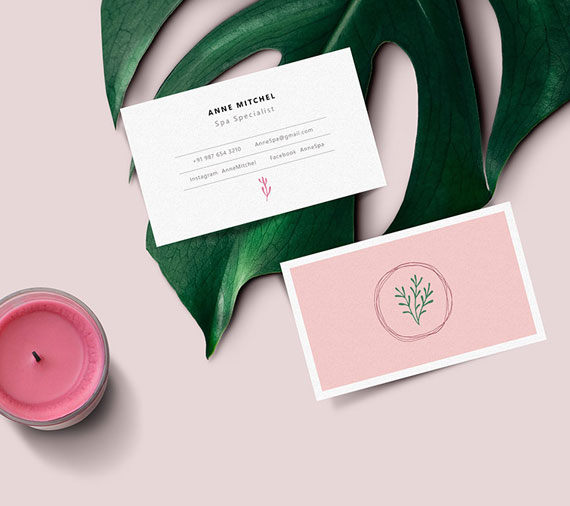 ANNE MITCHEL
Spa Specialist
+91 987 654 3210 AnneSpa@gmail.com
Instagram AnneMitchel Facebook AnneSpa